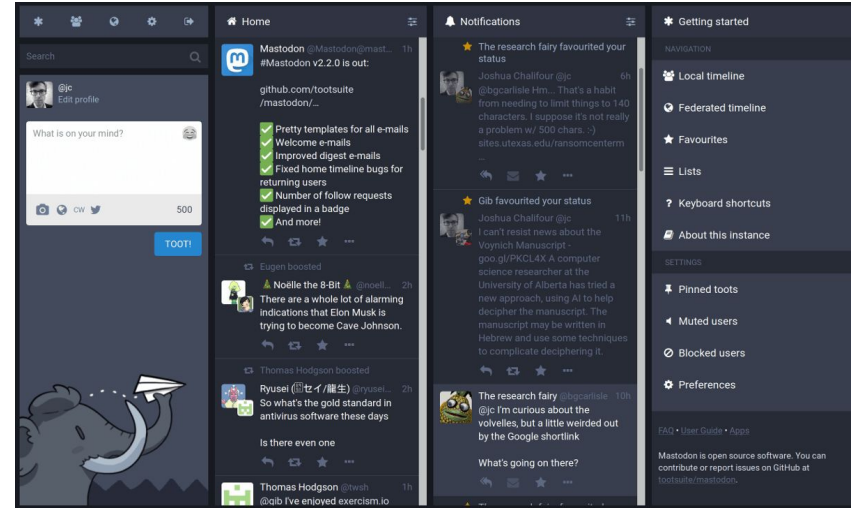 Search
@jc
Edit profile
What is on your mind?
CW
500
TOOT!
Home
Mastodon @Mastodon@mast... 1h
#Mastodon v2.2.0 is out:
github.com/tootsuite
/mastodon/...
✅ Pretty templates for all e-mails
✅ Welcome e-mails
✅ Improved digest e-mails
✅ Fixed home timeline bugs for
returning users
✅ Number of follow requests
displayed in a badge
✅ And more!
Eugen boosted
Noëlle the 8-Bit @noell... 2h
There are a whole lot of alarming
indications that Elon Musk is
trying to become Cave Johnson.
Thomas Hodgson boosted
Ryusei (セイ/龍生) @ryusei... 2h
So what's the gold standard in
antivirus software these days
Is there even one
Thomas Hodgson @twsh 1h
@gib I've enjoyed exercism.io
Notifications
The research fairy favourited your
status
Joshua Chalifour @jc 6h
@bgcarlisle Hm... That's a habit
from needing to limit things to 140
characters. I suppose it's not really
a problem w/ 500 chars. :-)
sites.utexas.edu/ransomcenterm
...
Gib favourited your status
Joshua Chalifour @jc 11h
I can't resist news about the
Voynich Manuscript -
goo.gl/PKCL4X A computer
science researcher at the
University of Alberta has tried a
new approach, using AI to help
decipher the manuscript. The
manuscript may be written in
Hebrew and use some techniques
to complicate deciphering it.
The research fairy @bgcarlisle 10h
@jc I'm curious about the
volvelles, but a little weirded out
by the Google shortlink
What's going on there?
Getting started
NAVIGATION
Local timeline
Federated timeline
Favourites
Lists
Keyboard shortcuts
About this instance
SETTINGS
Pinned toots
Muted users
Blocked users
Preferences
FAQ • User Guide • Apps
Mastodon is open source software. You can
contribute or report issues on GitHub at
tootsuite/mastodon.